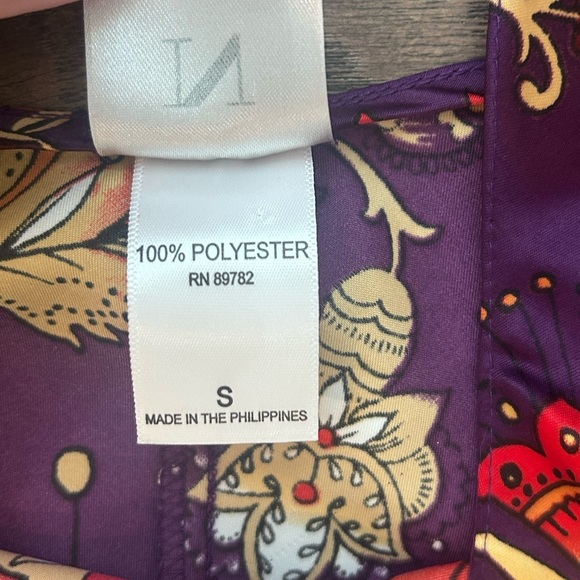 100% POLYESTER
RN 89782
S
MADE IN THE PHILIPPINES